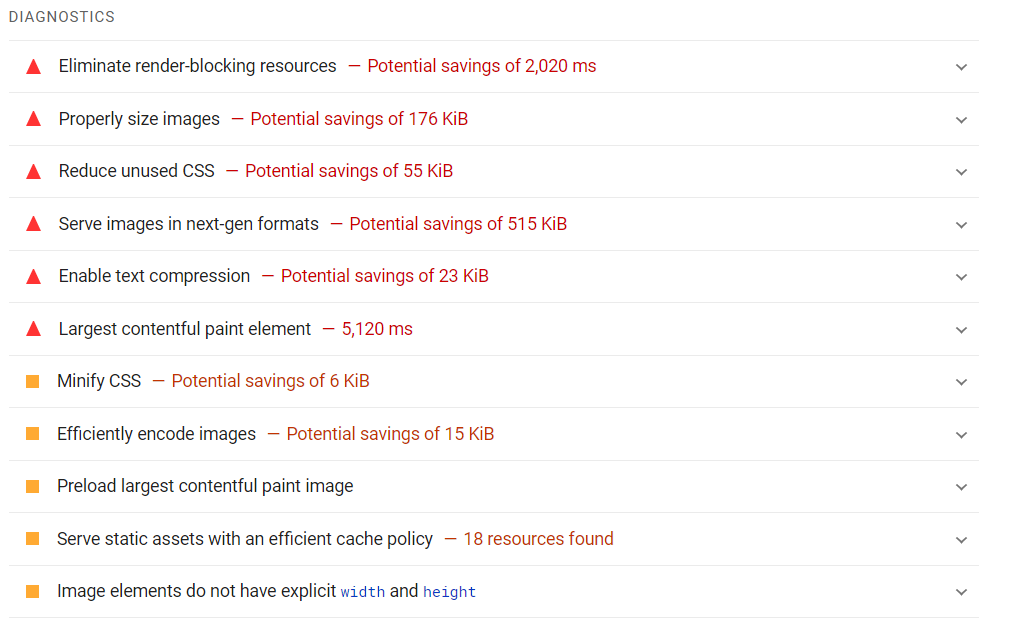 DIAGNOSTICS
Eliminate render-blocking resources — Potential savings of 2,020 ms
Properly size images — Potential savings of 176 KiB
Reduce unused CSS — Potential savings of 55 KiB
Serve images in next-gen formats — Potential savings of 515 KiB
Enable text compression — Potential savings of 23 KiB
Largest contentful paint element — 5,120 ms
Minify CSS — Potential savings of 6 KiB
Efficiently encode images — Potential savings of 15 KiB
Preload largest contentful paint image
Serve static assets with an efficient cache policy — 18 resources found
Image elements do not have explicit width and height